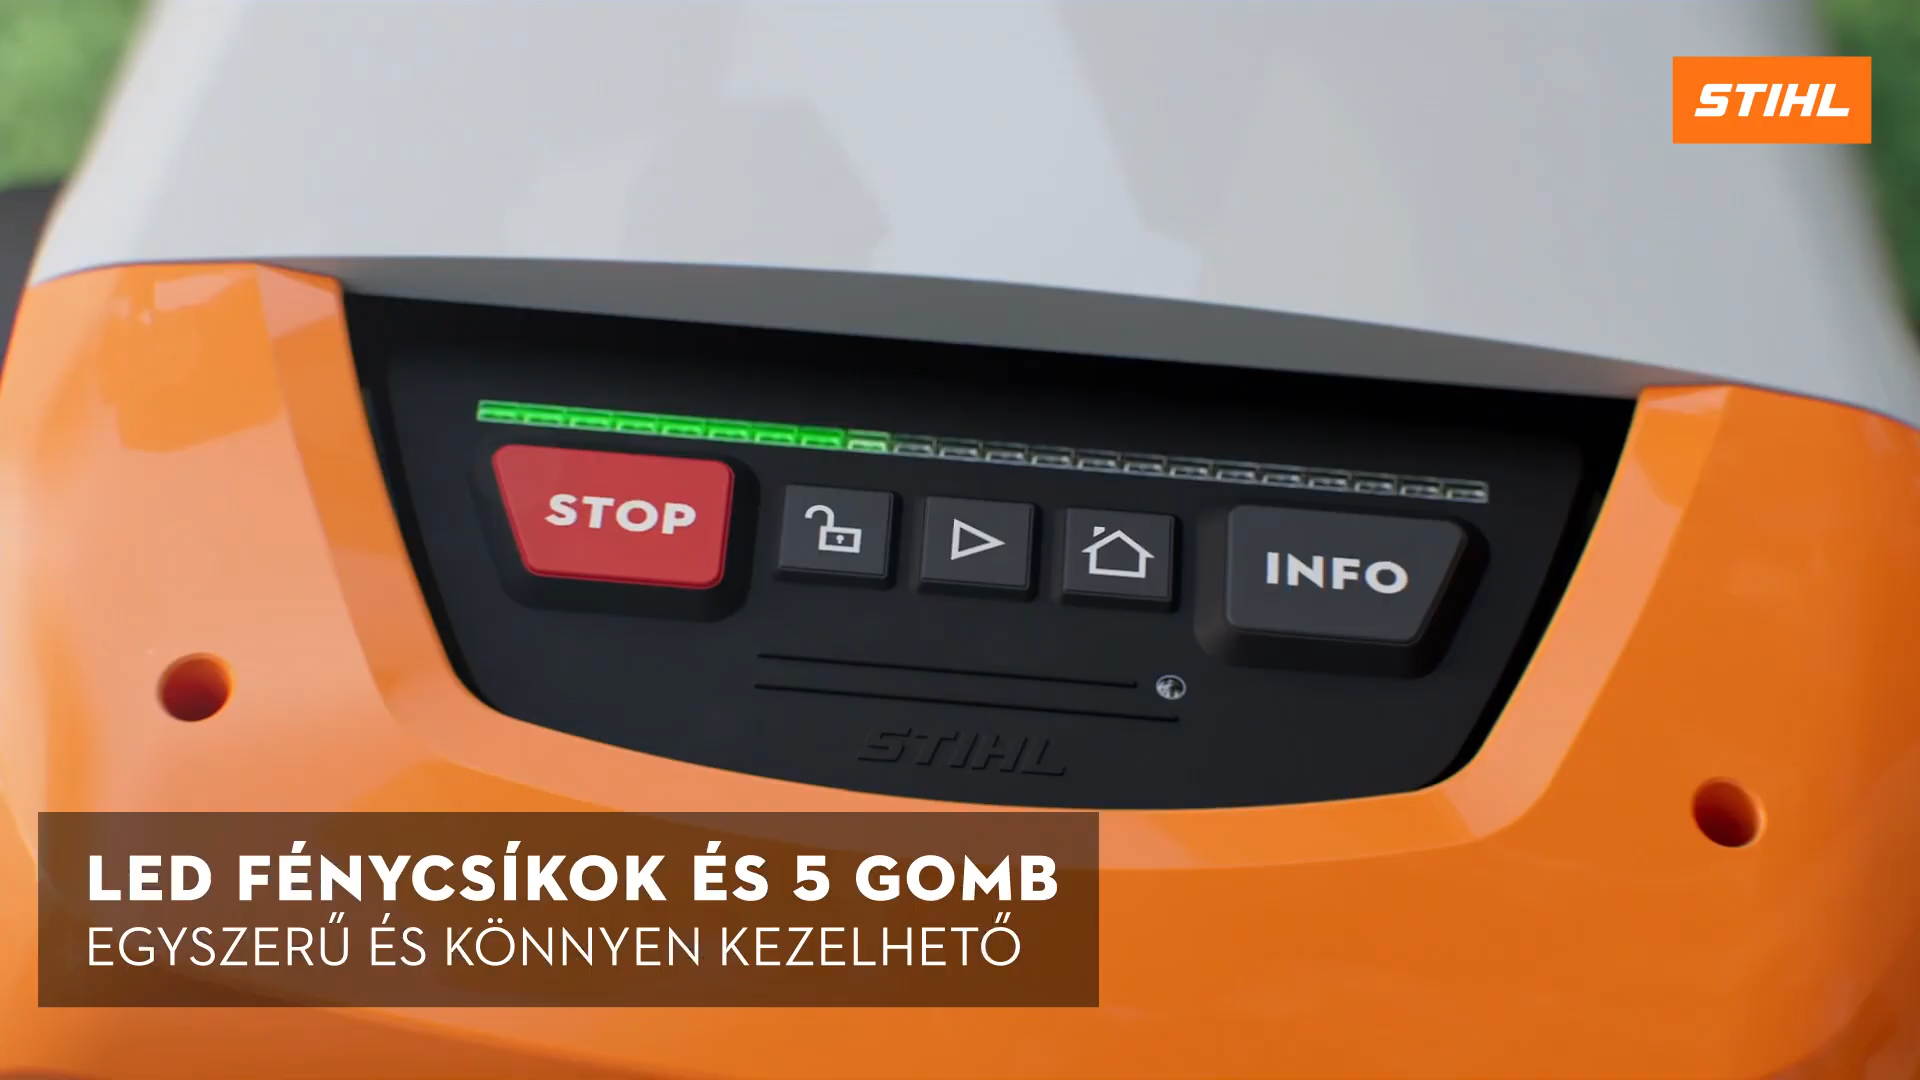 STIHL
STOP
INFO
STIHL
LED FÉNYCSÍKOK ÉS 5 GOMB
EGYSZERŰ ÉS KÖNNYEN KEZELHETŐ